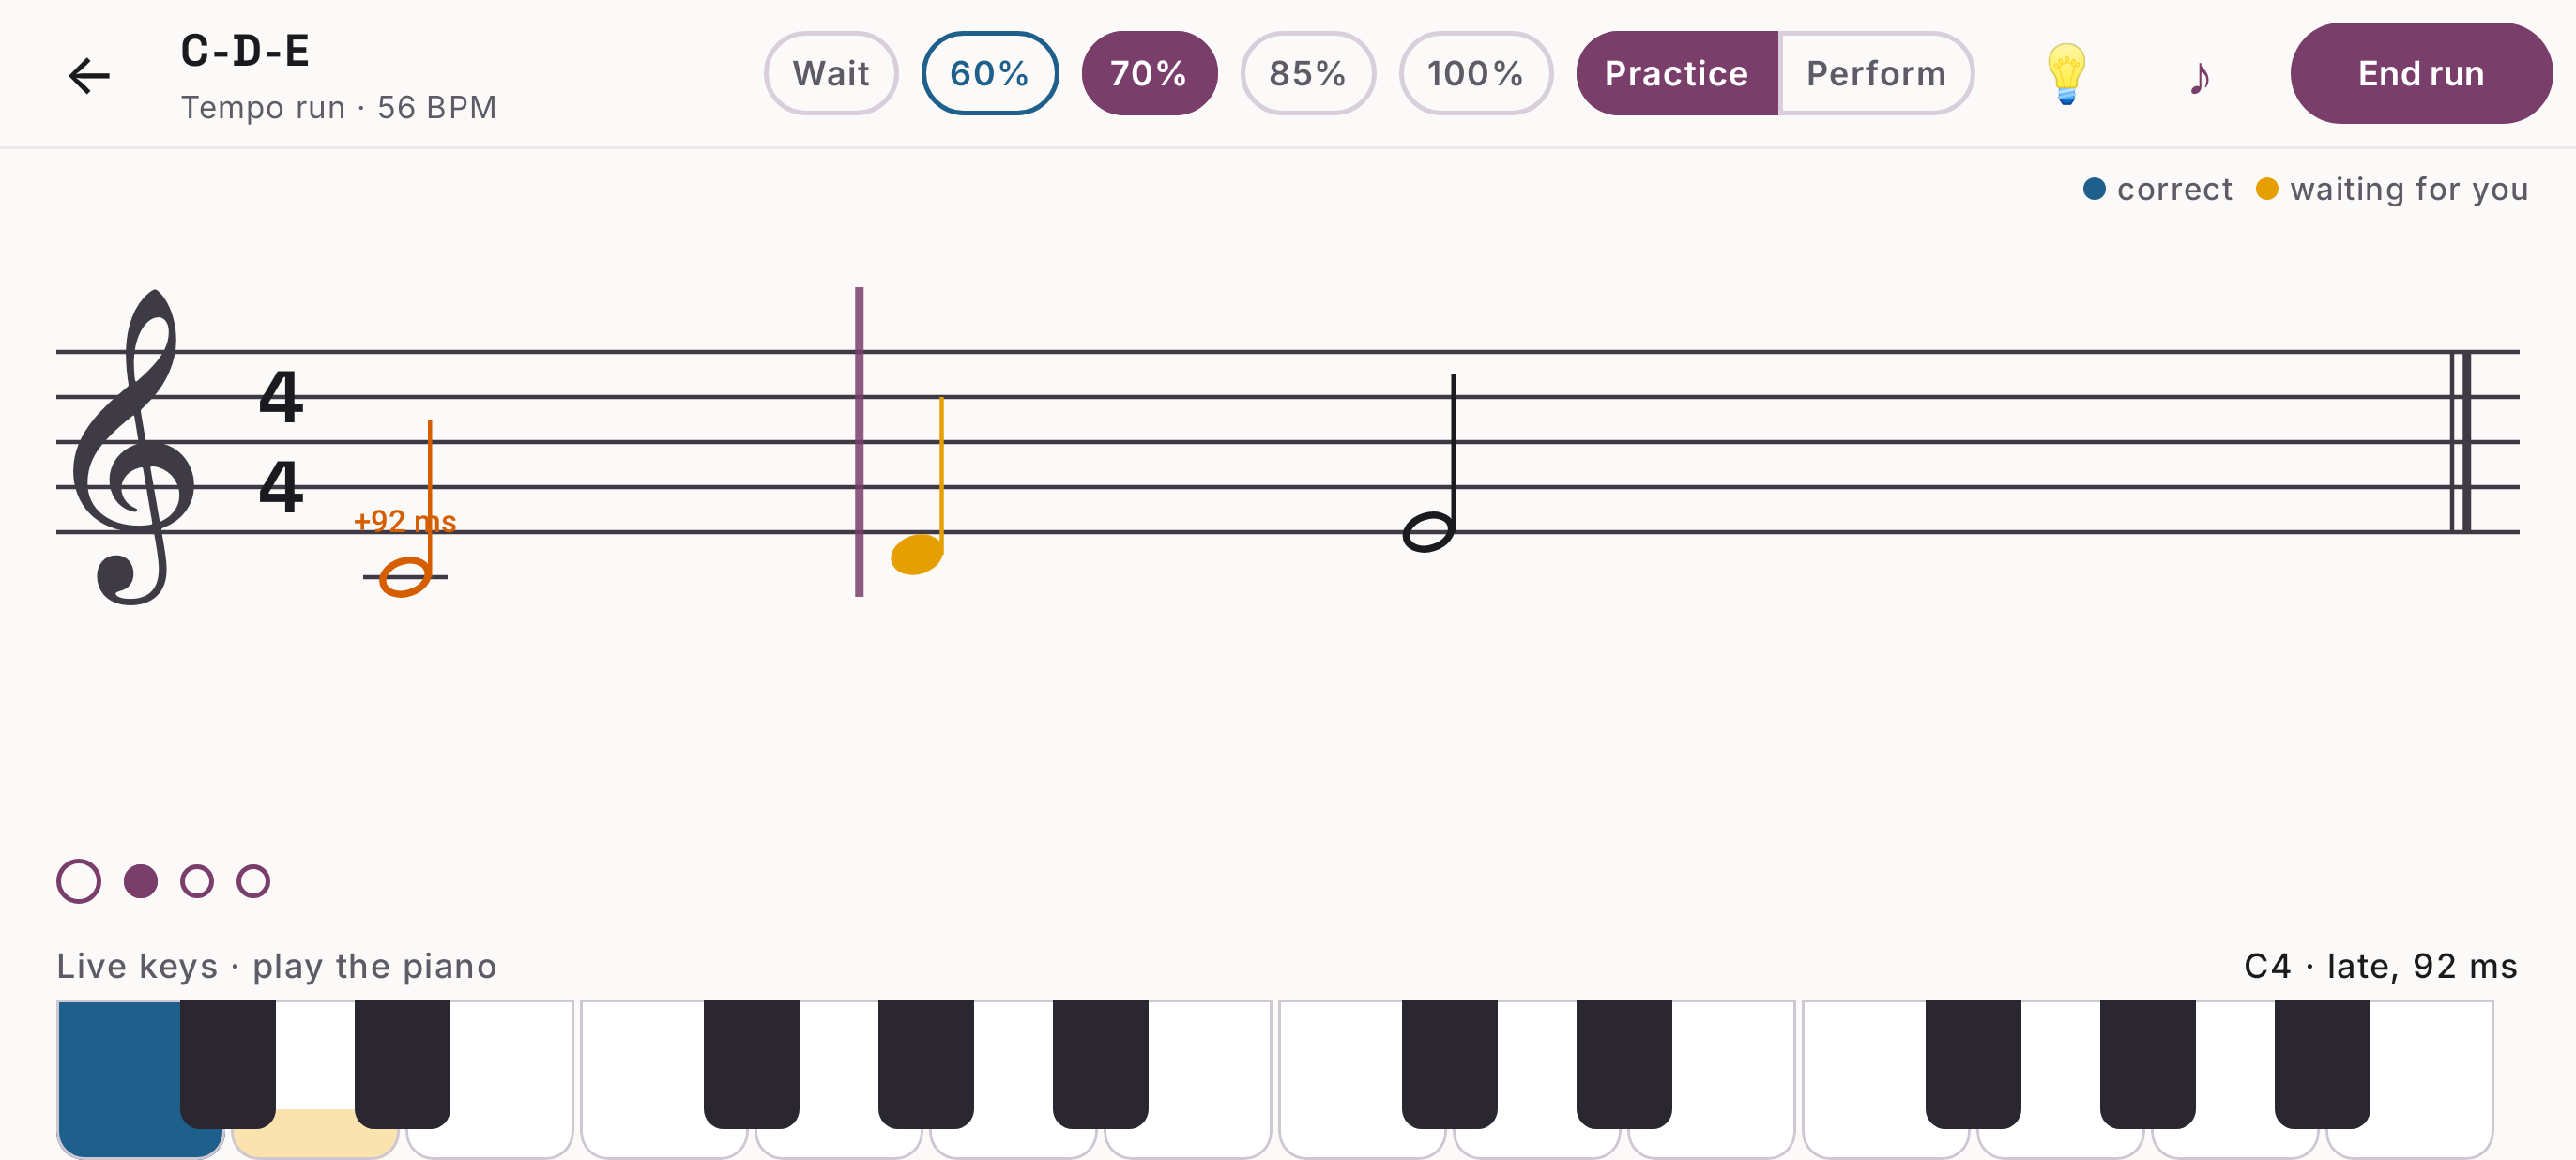 C-D-E
Tempo run · 56 BPM
Wait
60%
70%
85%
100%
Practice
Perform
End run
correct
waiting for you
4
4
+92 ms
Live keys · play the piano
C4 · late, 92 ms